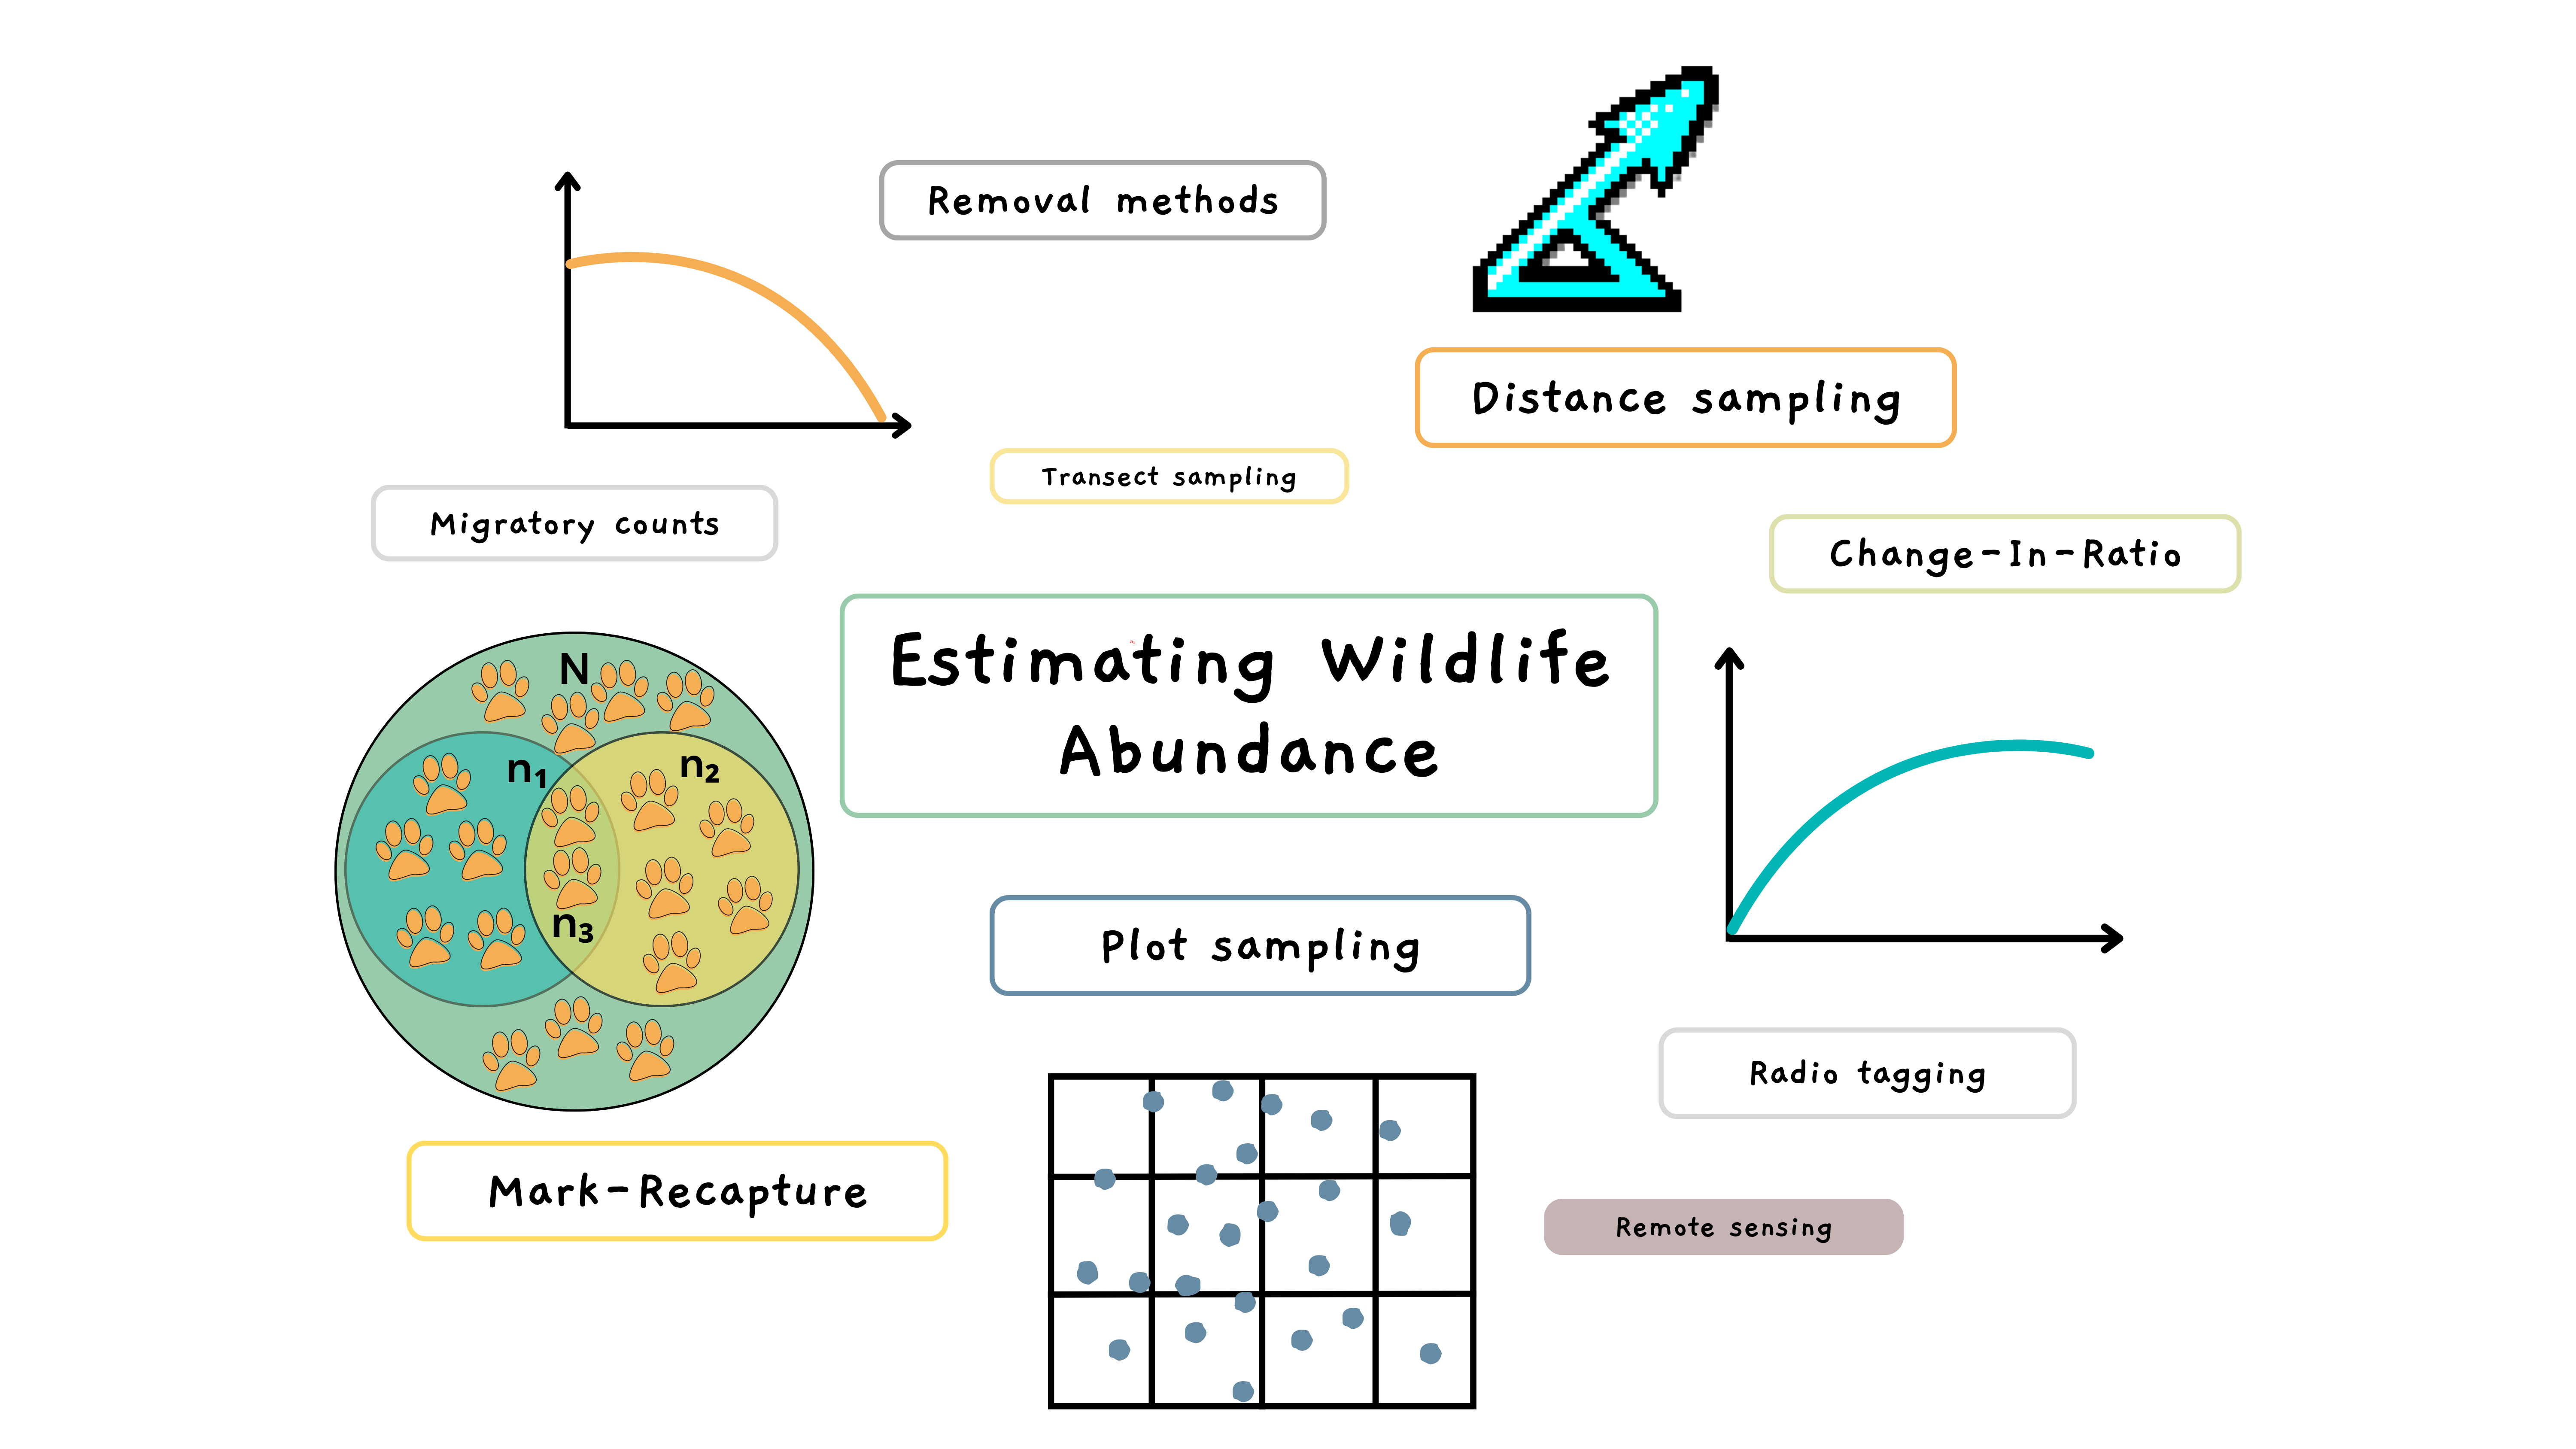 Removal methods
Distance sampling
Transect sampling
Migratory counts
Change-In-Ratio
Estimating Wildlife
Abundance
N
n₁
n₂
n₃
Plot sampling
Radio tagging
Mark-Recapture
Remote sensing